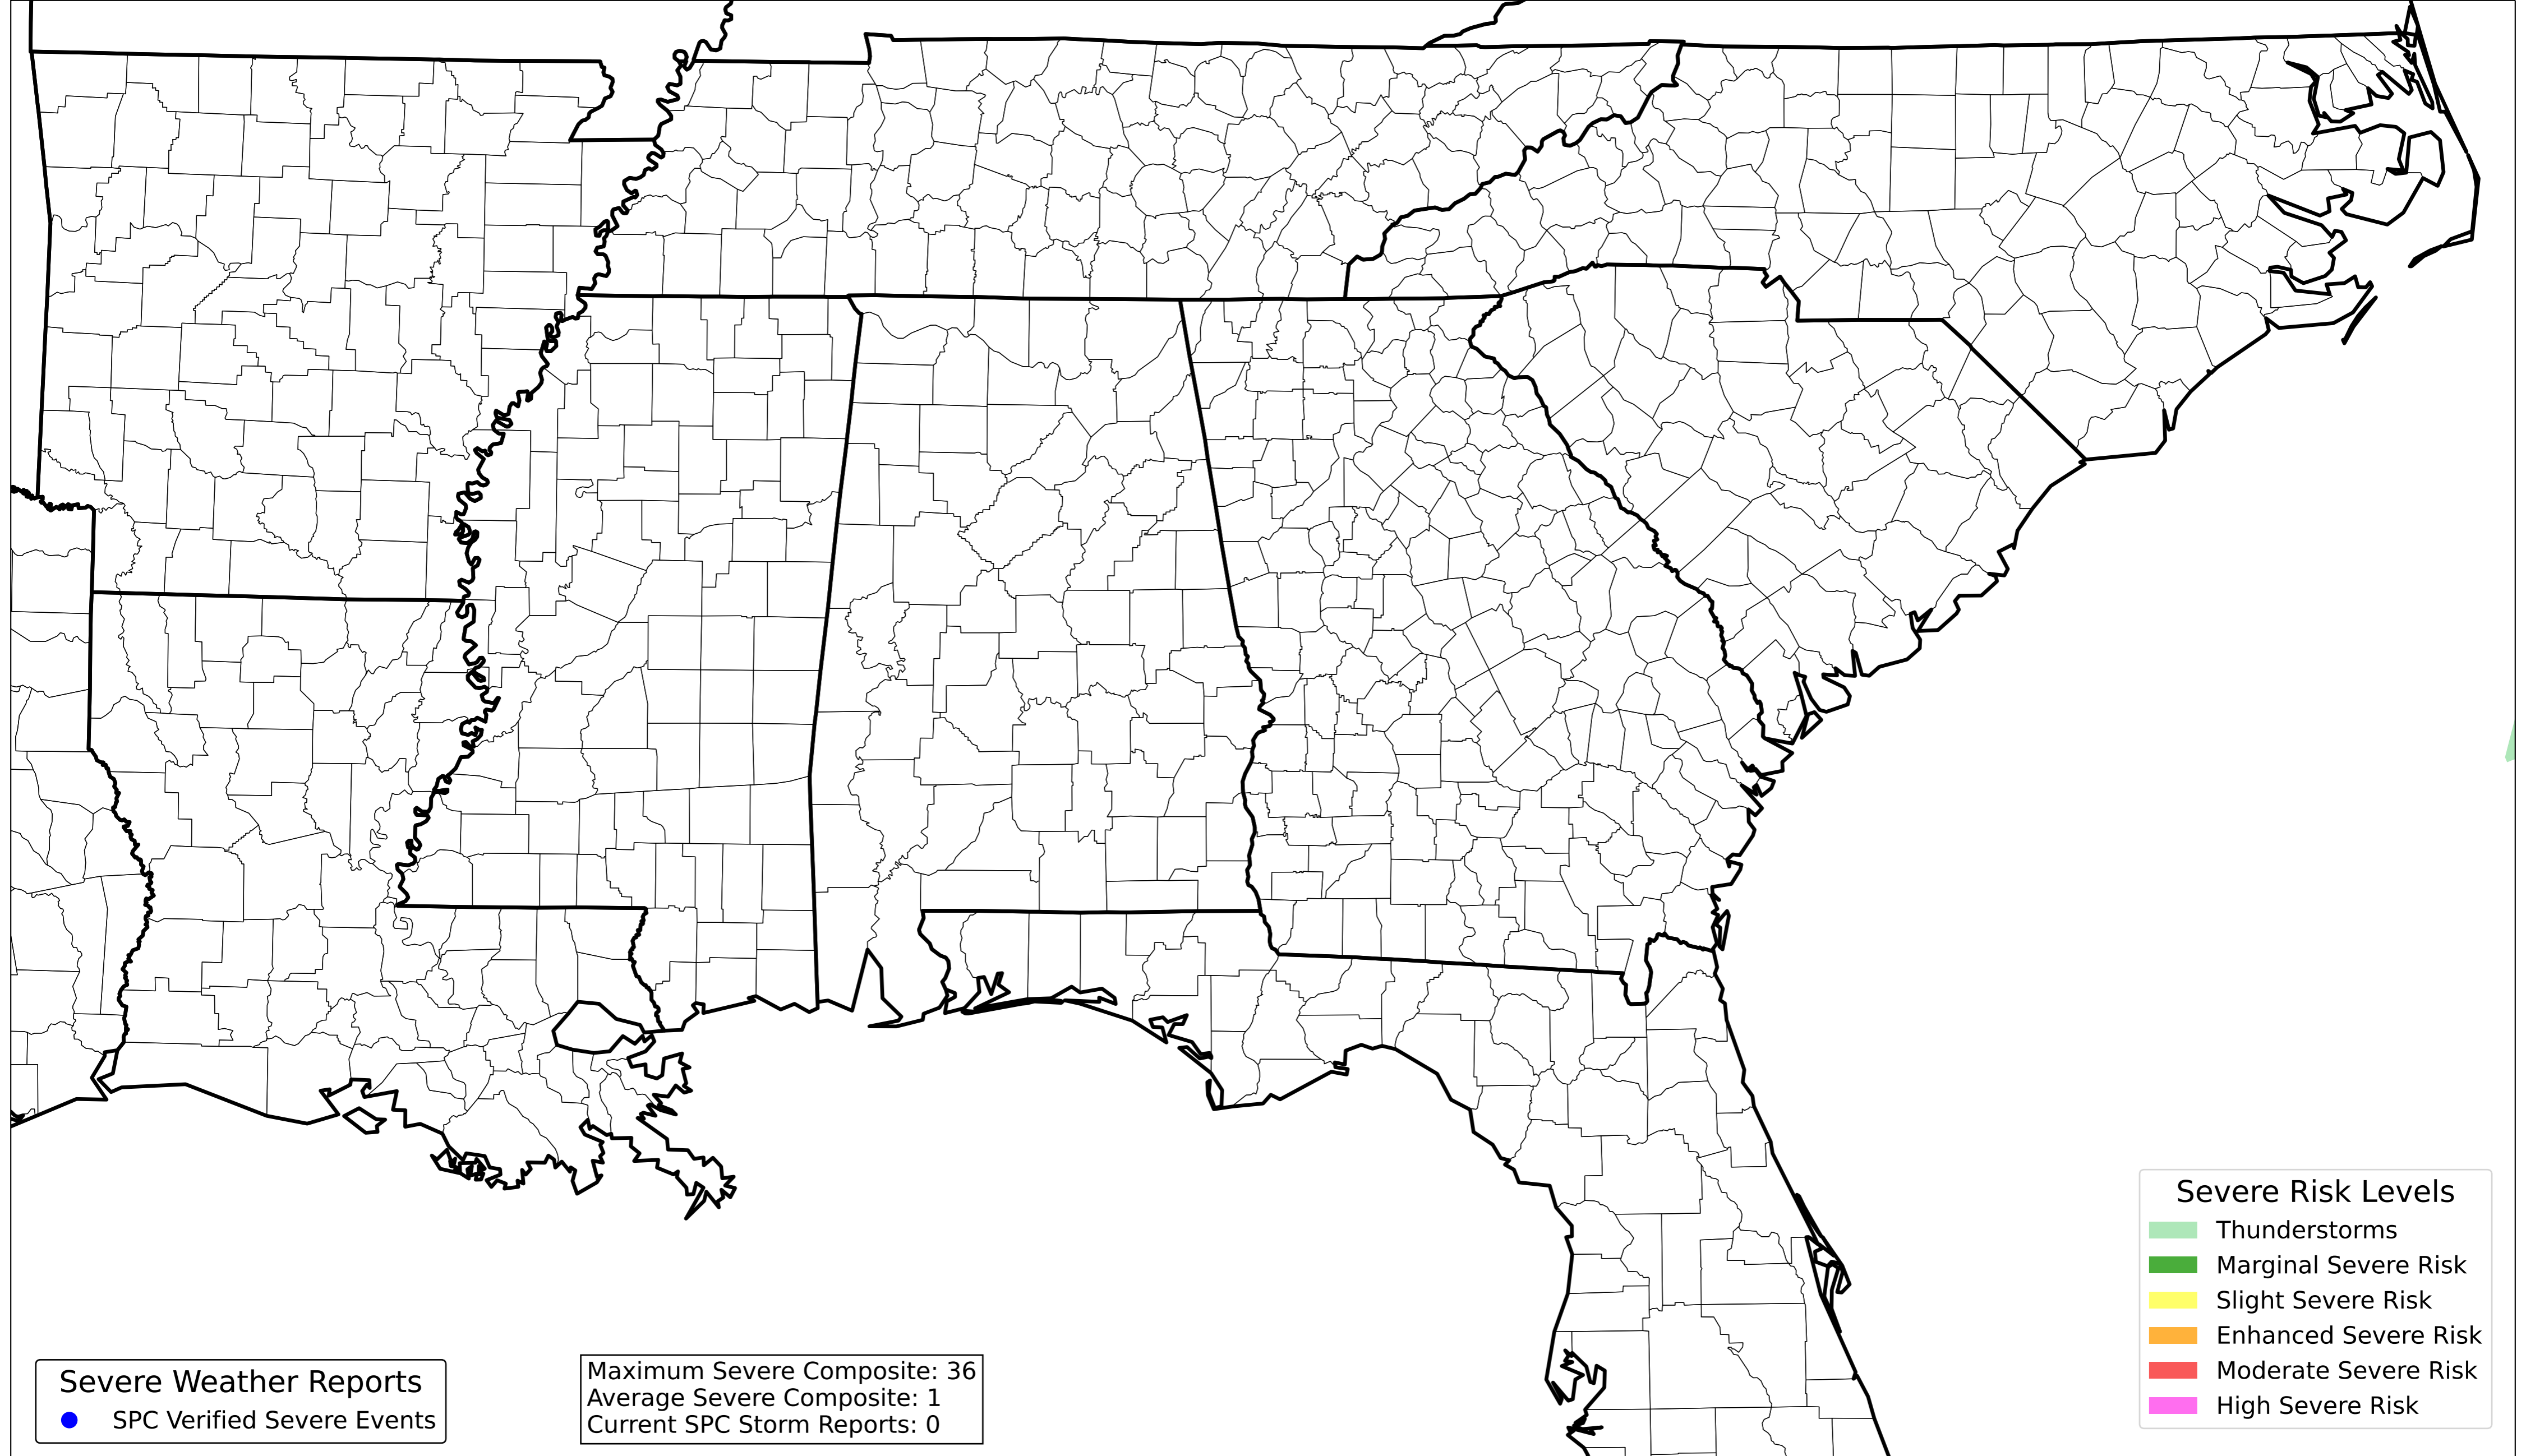 Severe Risk Levels
Thunderstorms
Marginal Severe Risk
Slight Severe Risk
Enhanced Severe Risk
Moderate Severe Risk
High Severe Risk
Severe Weather Reports
SPC Verified Severe Events
Maximum Severe Composite: 36
Average Severe Composite: 1
Current SPC Storm Reports: 0